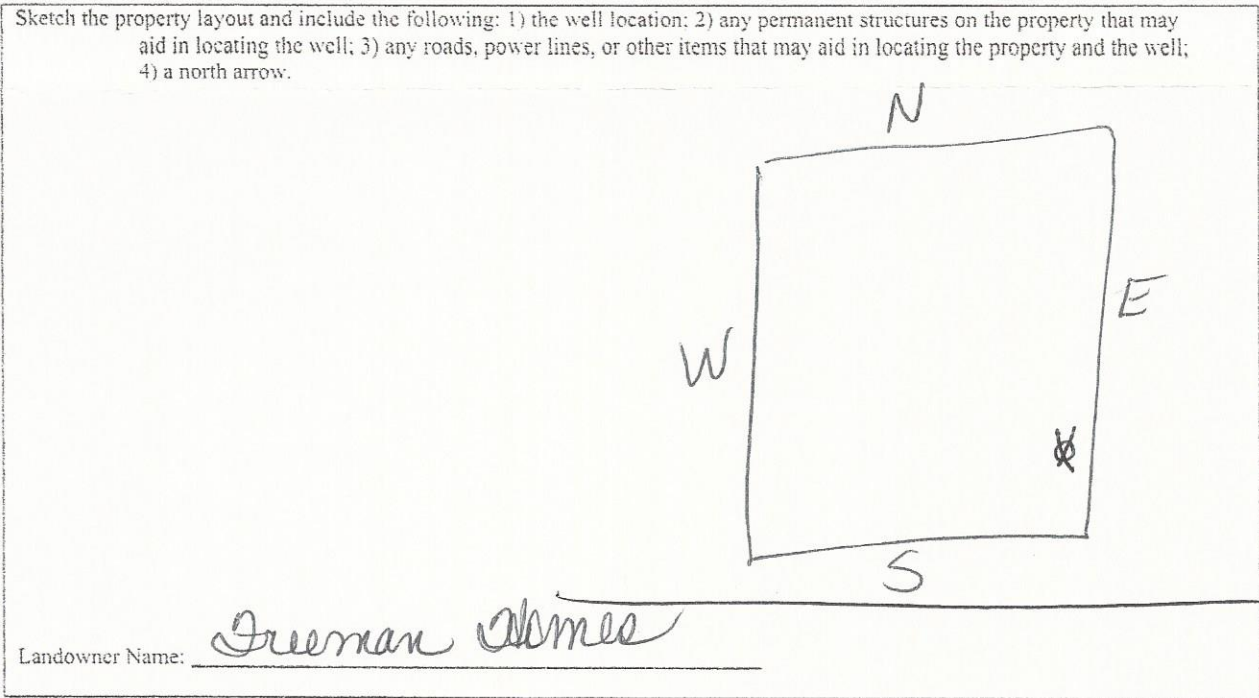 Sketch the property layout and include the following: 1) the well location; 2) any permanent structures on the property that may
aid in locating the well; 3) any roads, power lines, or other items that may aid in locating the property and the well;
4) a north arrow.
N
E
W
S
Landowner Name: Freeman Homes